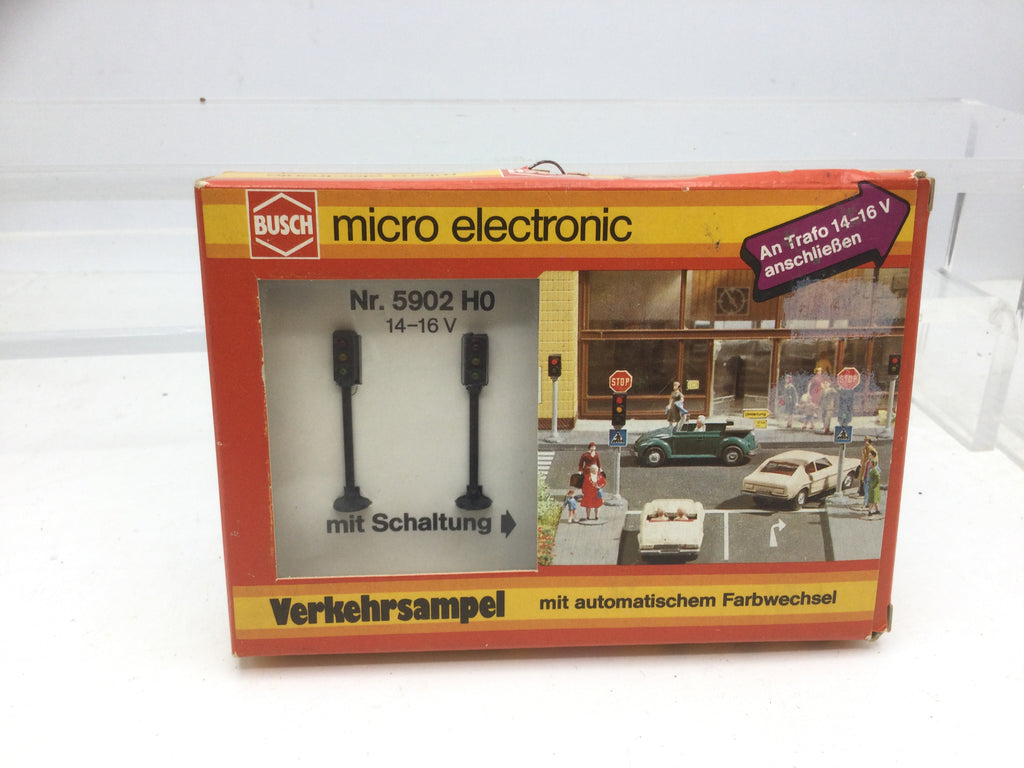 BUSCH
micro electronic
An Trafo 14–16 V
anschließen
Nr. 5902 H0
14–16 V
mit Schaltung
STOP
STOP
Verkehrsampel
mit automatischem Farbwechsel